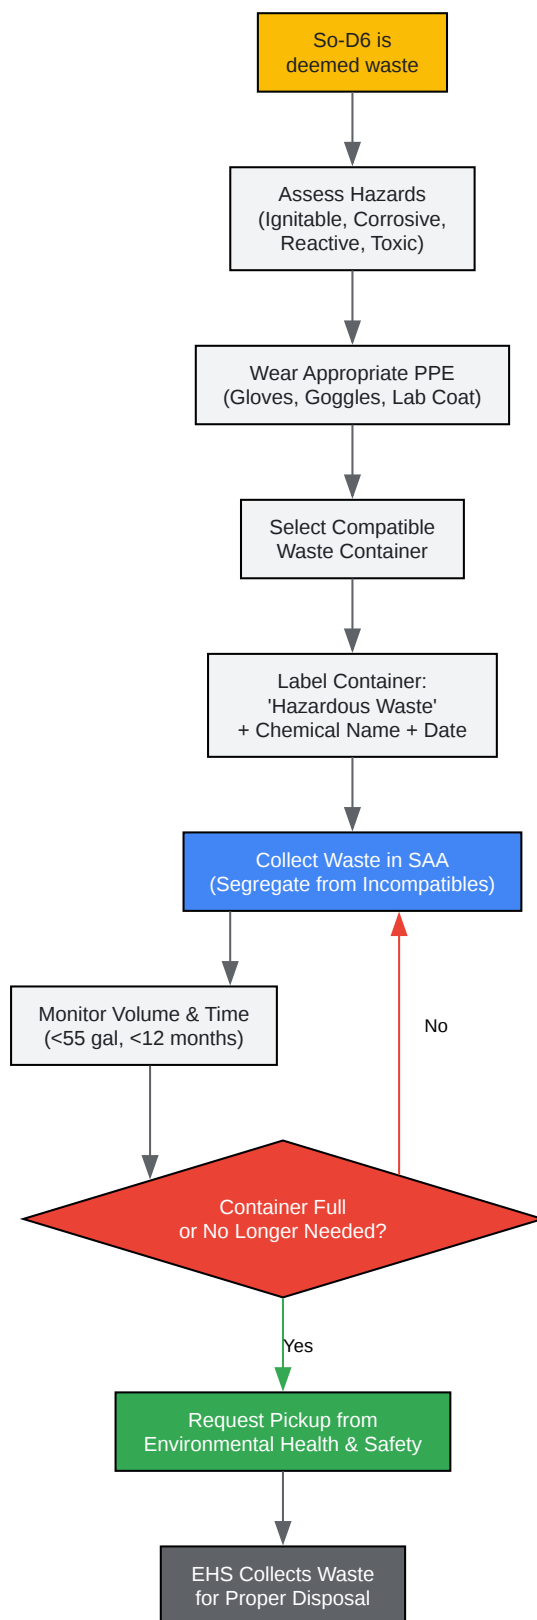 So-D6 is
deemed waste
Assess Hazards
(Ignitable, Corrosive,
Reactive, Toxic)
Wear Appropriate PPE
(Gloves, Goggles, Lab Coat)
Select Compatible
Waste Container
Label Container:
'Hazardous Waste'
+ Chemical Name + Date
Collect Waste in SAA
(Segregate from Incompatibles)
Monitor Volume & Time
(<55 gal, <12 months)
No
Container Full
or No Longer Needed?
Yes
Request Pickup from
Environmental Health & Safety
EHS Collects Waste
for Proper Disposal